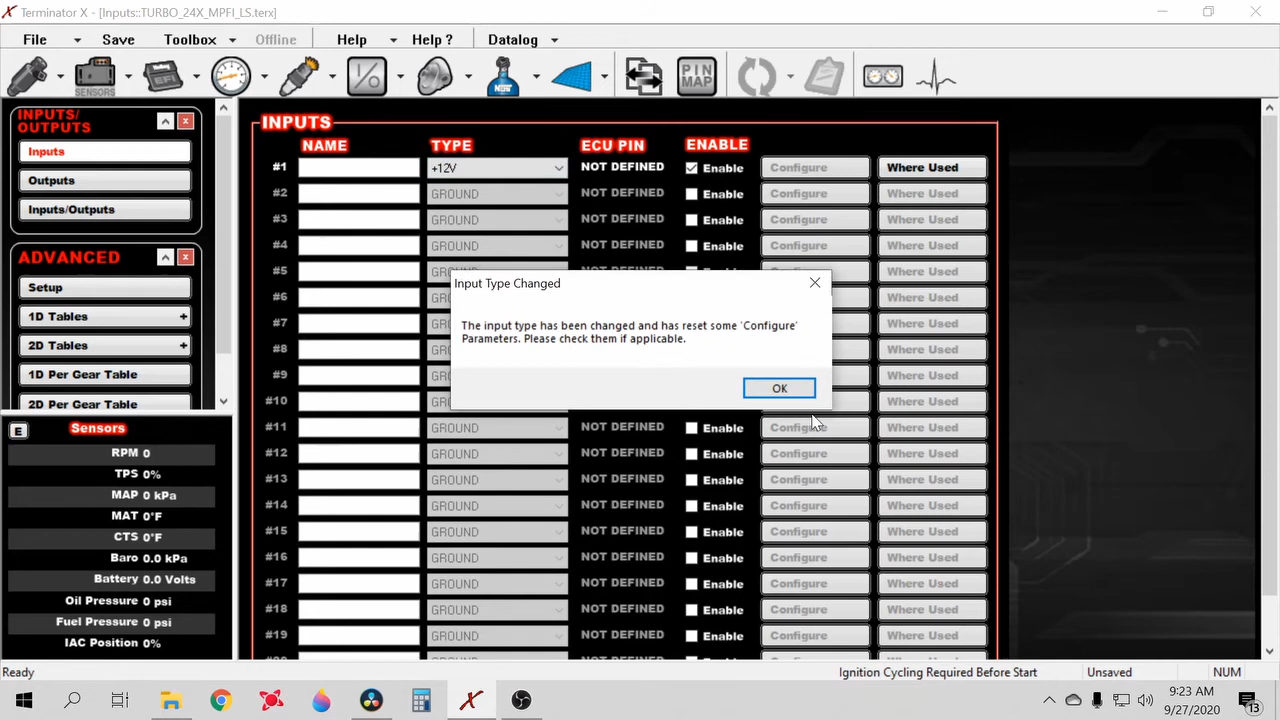 Terminator X - [Inputs::TURBO_24X_MPFI_LS.terx]
File Save Toolbox Offline Help Help ? Datalog
SENSORS EFI I/O NOS PIN MAP
INPUTS/
OUTPUTS
Inputs
Outputs
Inputs/Outputs
ADVANCED
Setup
1D Tables +
2D Tables +
1D Per Gear Table
2D Per Gear Table
E Sensors
RPM 0
TPS 0%
MAP 0 kPa
MAT 0°F
CTS 0°F
Baro 0.0 kPa
Battery 0.0 Volts
Oil Pressure 0 psi
Fuel Pressure 0 psi
IAC Position 0%
INPUTS
NAME TYPE ECU PIN ENABLE
#1 +12V NOT DEFINED Enable Configure Where Used
#2 GROUND NOT DEFINED Enable Configure Where Used
#3 GROUND NOT DEFINED Enable Configure Where Used
#4 GROUND NOT DEFINED Enable Configure Where Used
#5 Where Used
#6 Where Used
#7 Where Used
#8 Where Used
#9 Where Used
#10 Where Used
#11 GROUND NOT DEFINED Enable Configure Where Used
#12 GROUND NOT DEFINED Enable Configure Where Used
#13 GROUND NOT DEFINED Enable Configure Where Used
#14 GROUND NOT DEFINED Enable Configure Where Used
#15 GROUND NOT DEFINED Enable Configure Where Used
#16 GROUND NOT DEFINED Enable Configure Where Used
#17 GROUND NOT DEFINED Enable Configure Where Used
#18 GROUND NOT DEFINED Enable Configure Where Used
#19 GROUND NOT DEFINED Enable Configure Where Used
Input Type Changed
The input type has been changed and has reset some 'Configure'
Parameters. Please check them if applicable.
OK
Ready Ignition Cycling Required Before Start Unsaved NUM
9:23 AM
9/27/2020
13